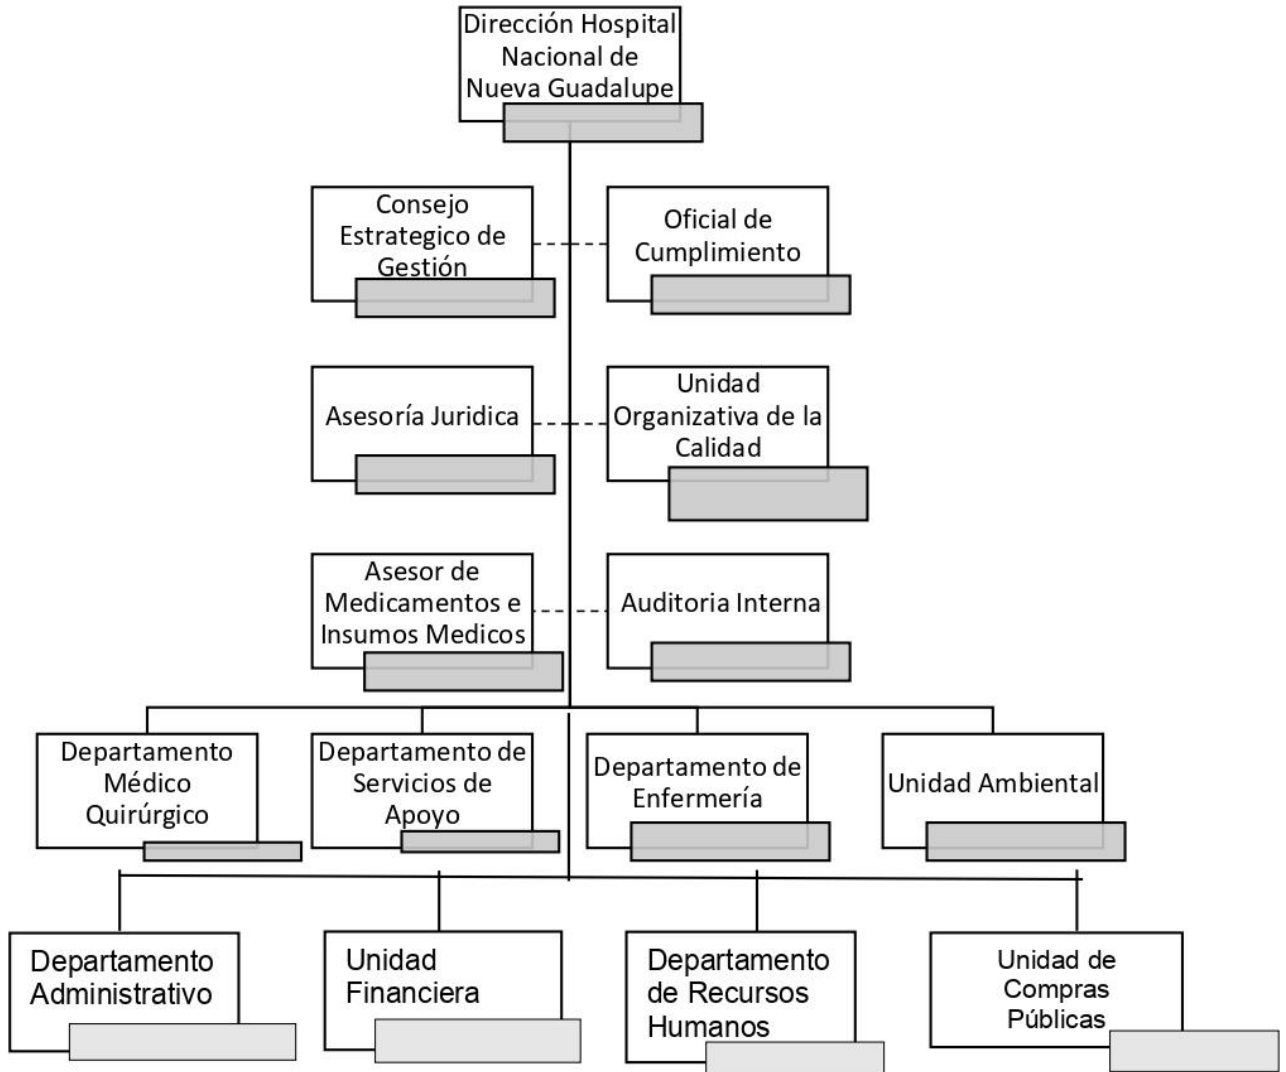 Dirección Hospital
Nacional de
Nueva Guadalupe
Consejo
Estrategico de
Gestión
Oficial de
Cumplimiento
Asesoría Juridica
Unidad
Organizativa de la
Calidad
Asesor de
Medicamentos e
Insumos Medicos
Auditoria Interna
Departamento
Médico
Quirúrgico
Departamento de
Servicios de
Apoyo
Departamento de
Enfermería
Unidad Ambiental
Departamento
Administrativo
Unidad
Financiera
Departamento
de Recursos
Humanos
Unidad de
Compras
Públicas